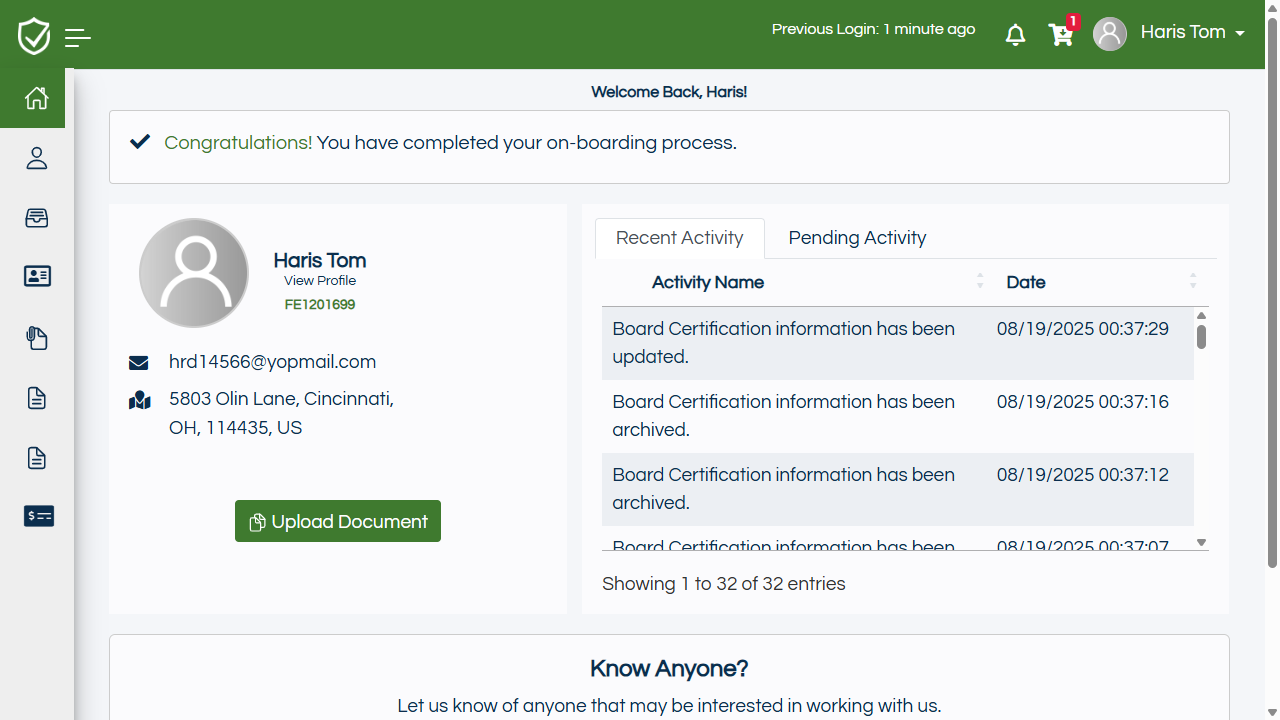 Previous Login: 1 minute ago
1
Haris Tom
Welcome Back, Haris!
Congratulations! You have completed your on-boarding process.
Haris Tom
View Profile
FE1201699
hrd14566@yopmail.com
5803 Olin Lane, Cincinnati,
OH, 114435, US
Upload Document
Recent Activity Pending Activity
Activity Name Date
Board Certification information has been 08/19/2025 00:37:29
updated.
Board Certification information has been 08/19/2025 00:37:16
archived.
Board Certification information has been 08/19/2025 00:37:12
archived.
Board Certification information has been 08/19/2025 00:37:07
Showing 1 to 32 of 32 entries
Know Anyone?
Let us know of anyone that may be interested in working with us.